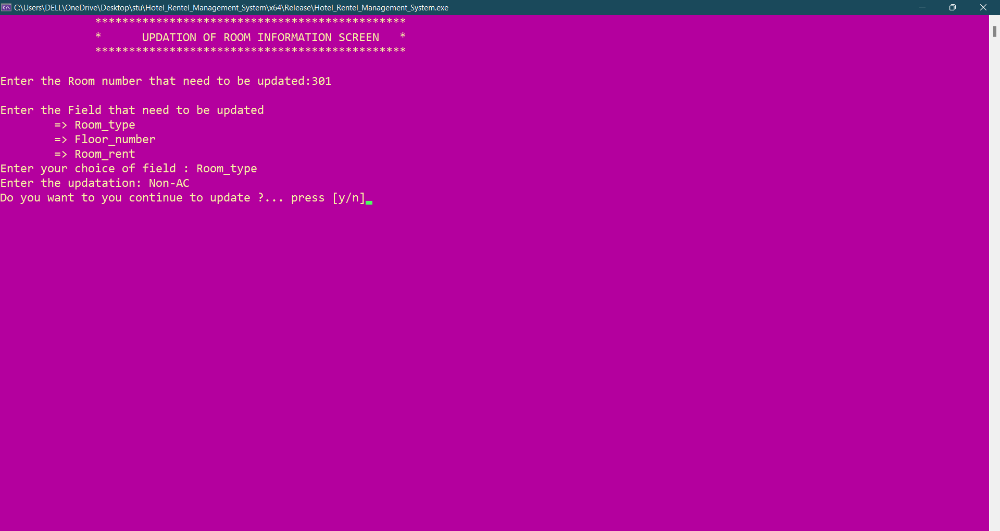 C:\Users\DELL\OneDrive\Desktop\stu\Hotel_Rentel_Management_System\x64\Release\Hotel_Rentel_Management_System.exe
**********************************************
* UPDATION OF ROOM INFORMATION SCREEN *
**********************************************
Enter the Room number that need to be updated:301
Enter the Field that need to be updated
=> Room_type
=> Floor_number
=> Room_rent
Enter your choice of field : Room_type
Enter the updatation: Non-AC
Do you want to you continue to update ?... press [y/n]